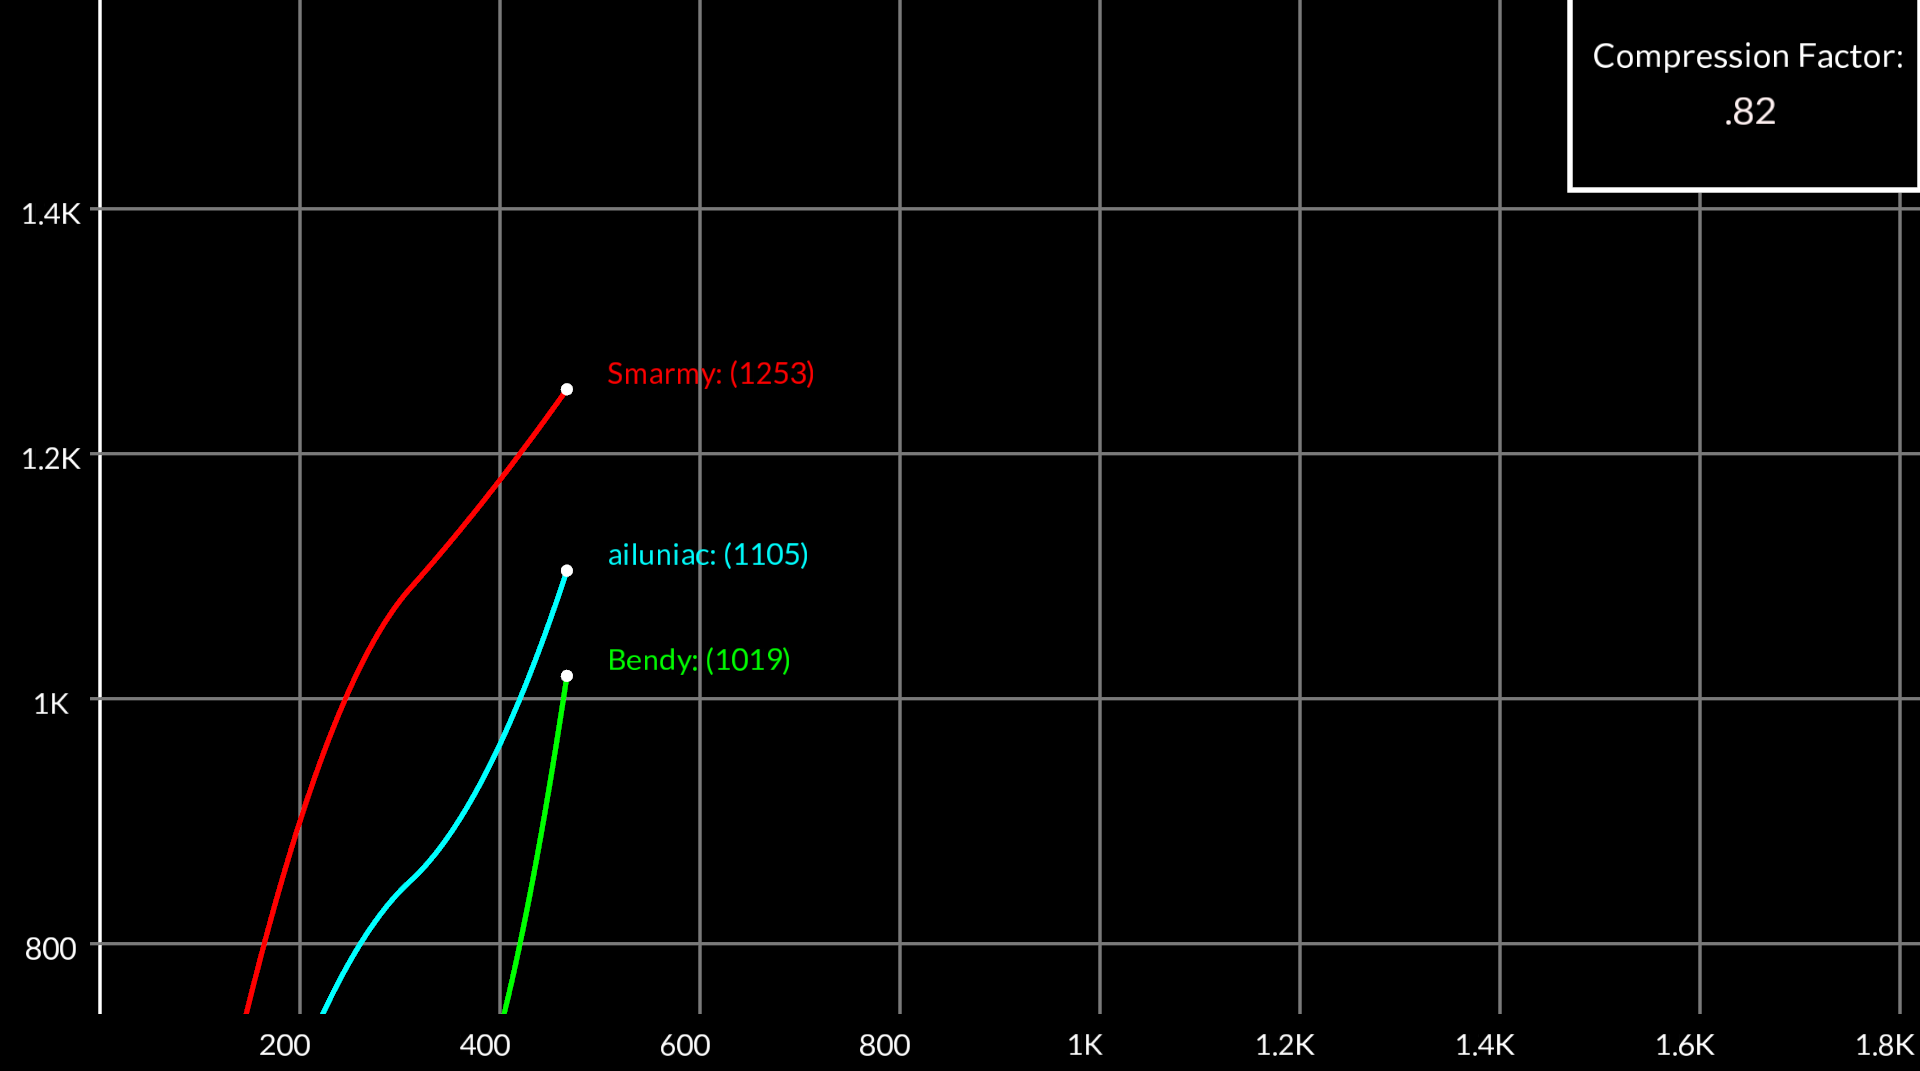 Compression Factor:
.82
1.4K
Smarmy: (1253)
1.2K
ailuniac: (1105)
Bendy: (1019)
1K
800
200 400 600 800 1K 1.2K 1.4K 1.6K 1.8K